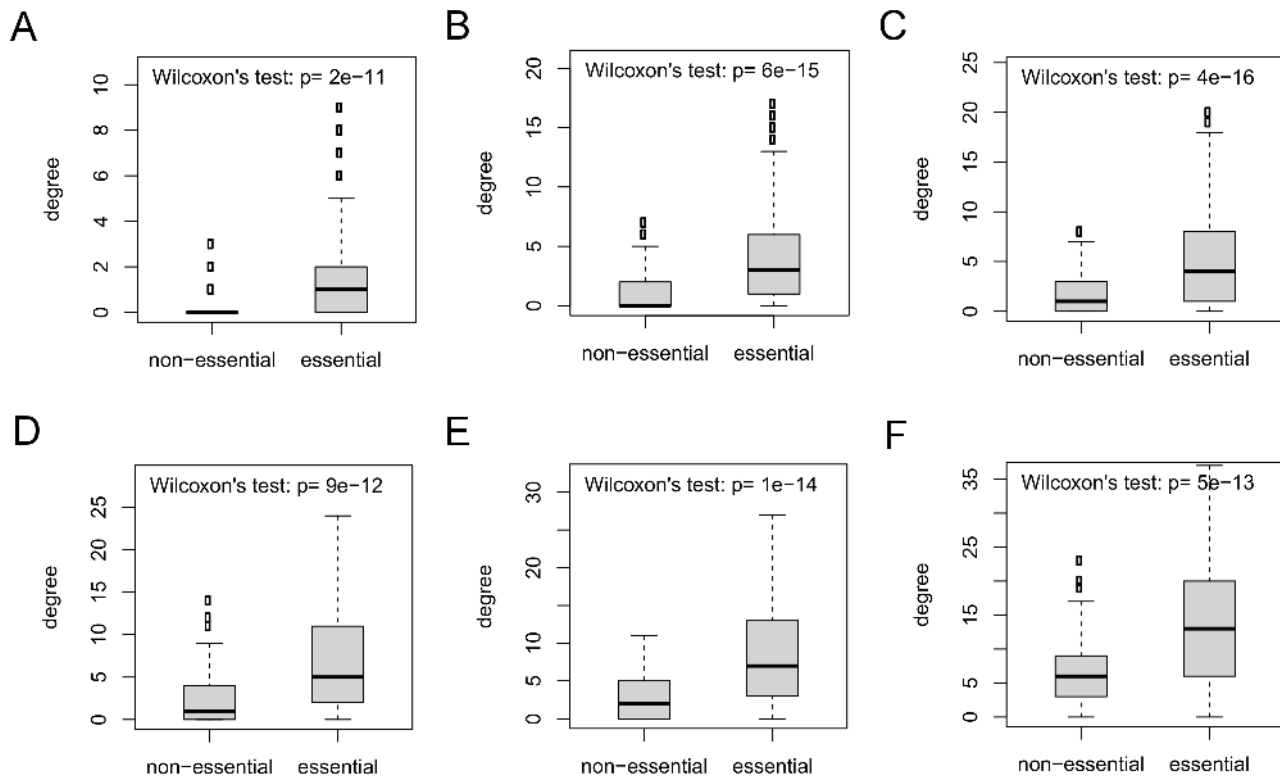 A
Wilcoxon's test: p= 2e−11
degree
0
2
4
6
8
10
non−essential
essential
B
Wilcoxon's test: p= 6e−15
degree
0
5
10
15
20
non−essential
essential
C
Wilcoxon's test: p= 4e−16
degree
0
5
10
15
20
25
non−essential
essential
D
Wilcoxon's test: p= 9e−12
degree
0
5
10
15
20
25
non−essential
essential
E
Wilcoxon's test: p= 1e−14
degree
0
10
20
30
non−essential
essential
F
Wilcoxon's test: p= 5e−13
degree
0
5
15
25
35
non−essential
essential